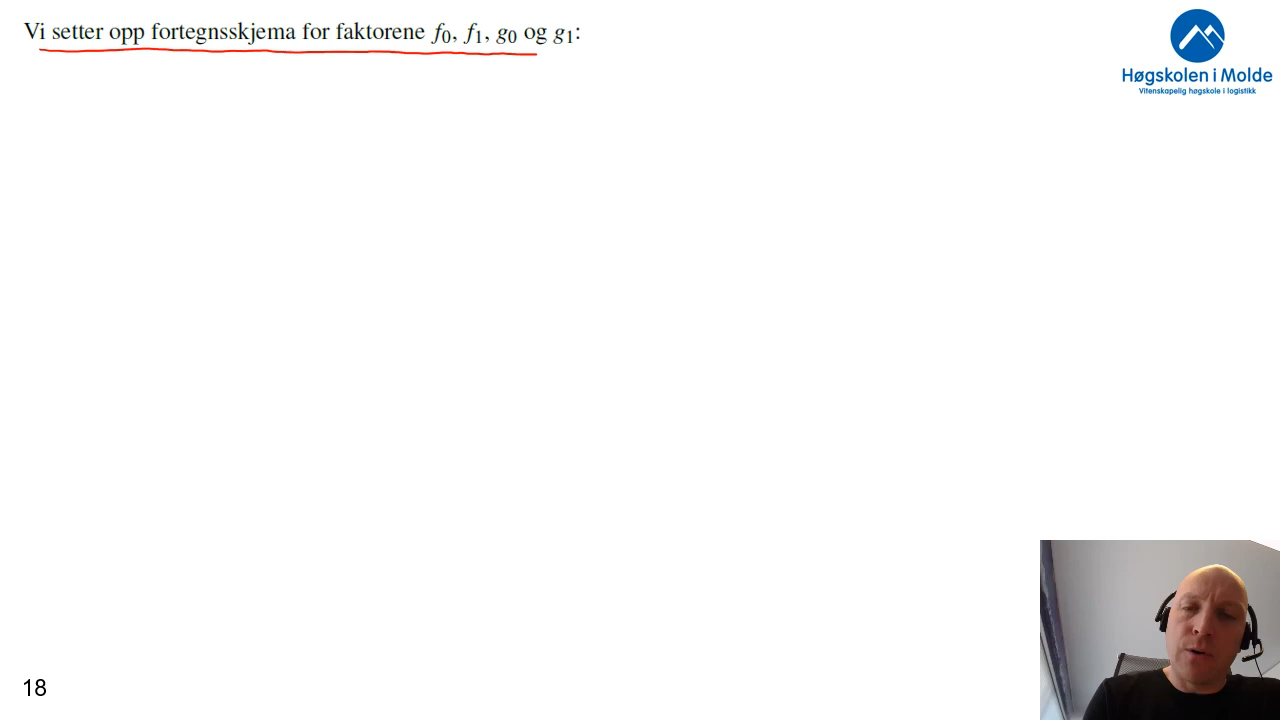 Vi setter opp fortegnsskjema for faktorene f₀, f₁, g₀ og g₁:
Høgskolen i Molde
Vitenskapelig høgskole i logistikk
18